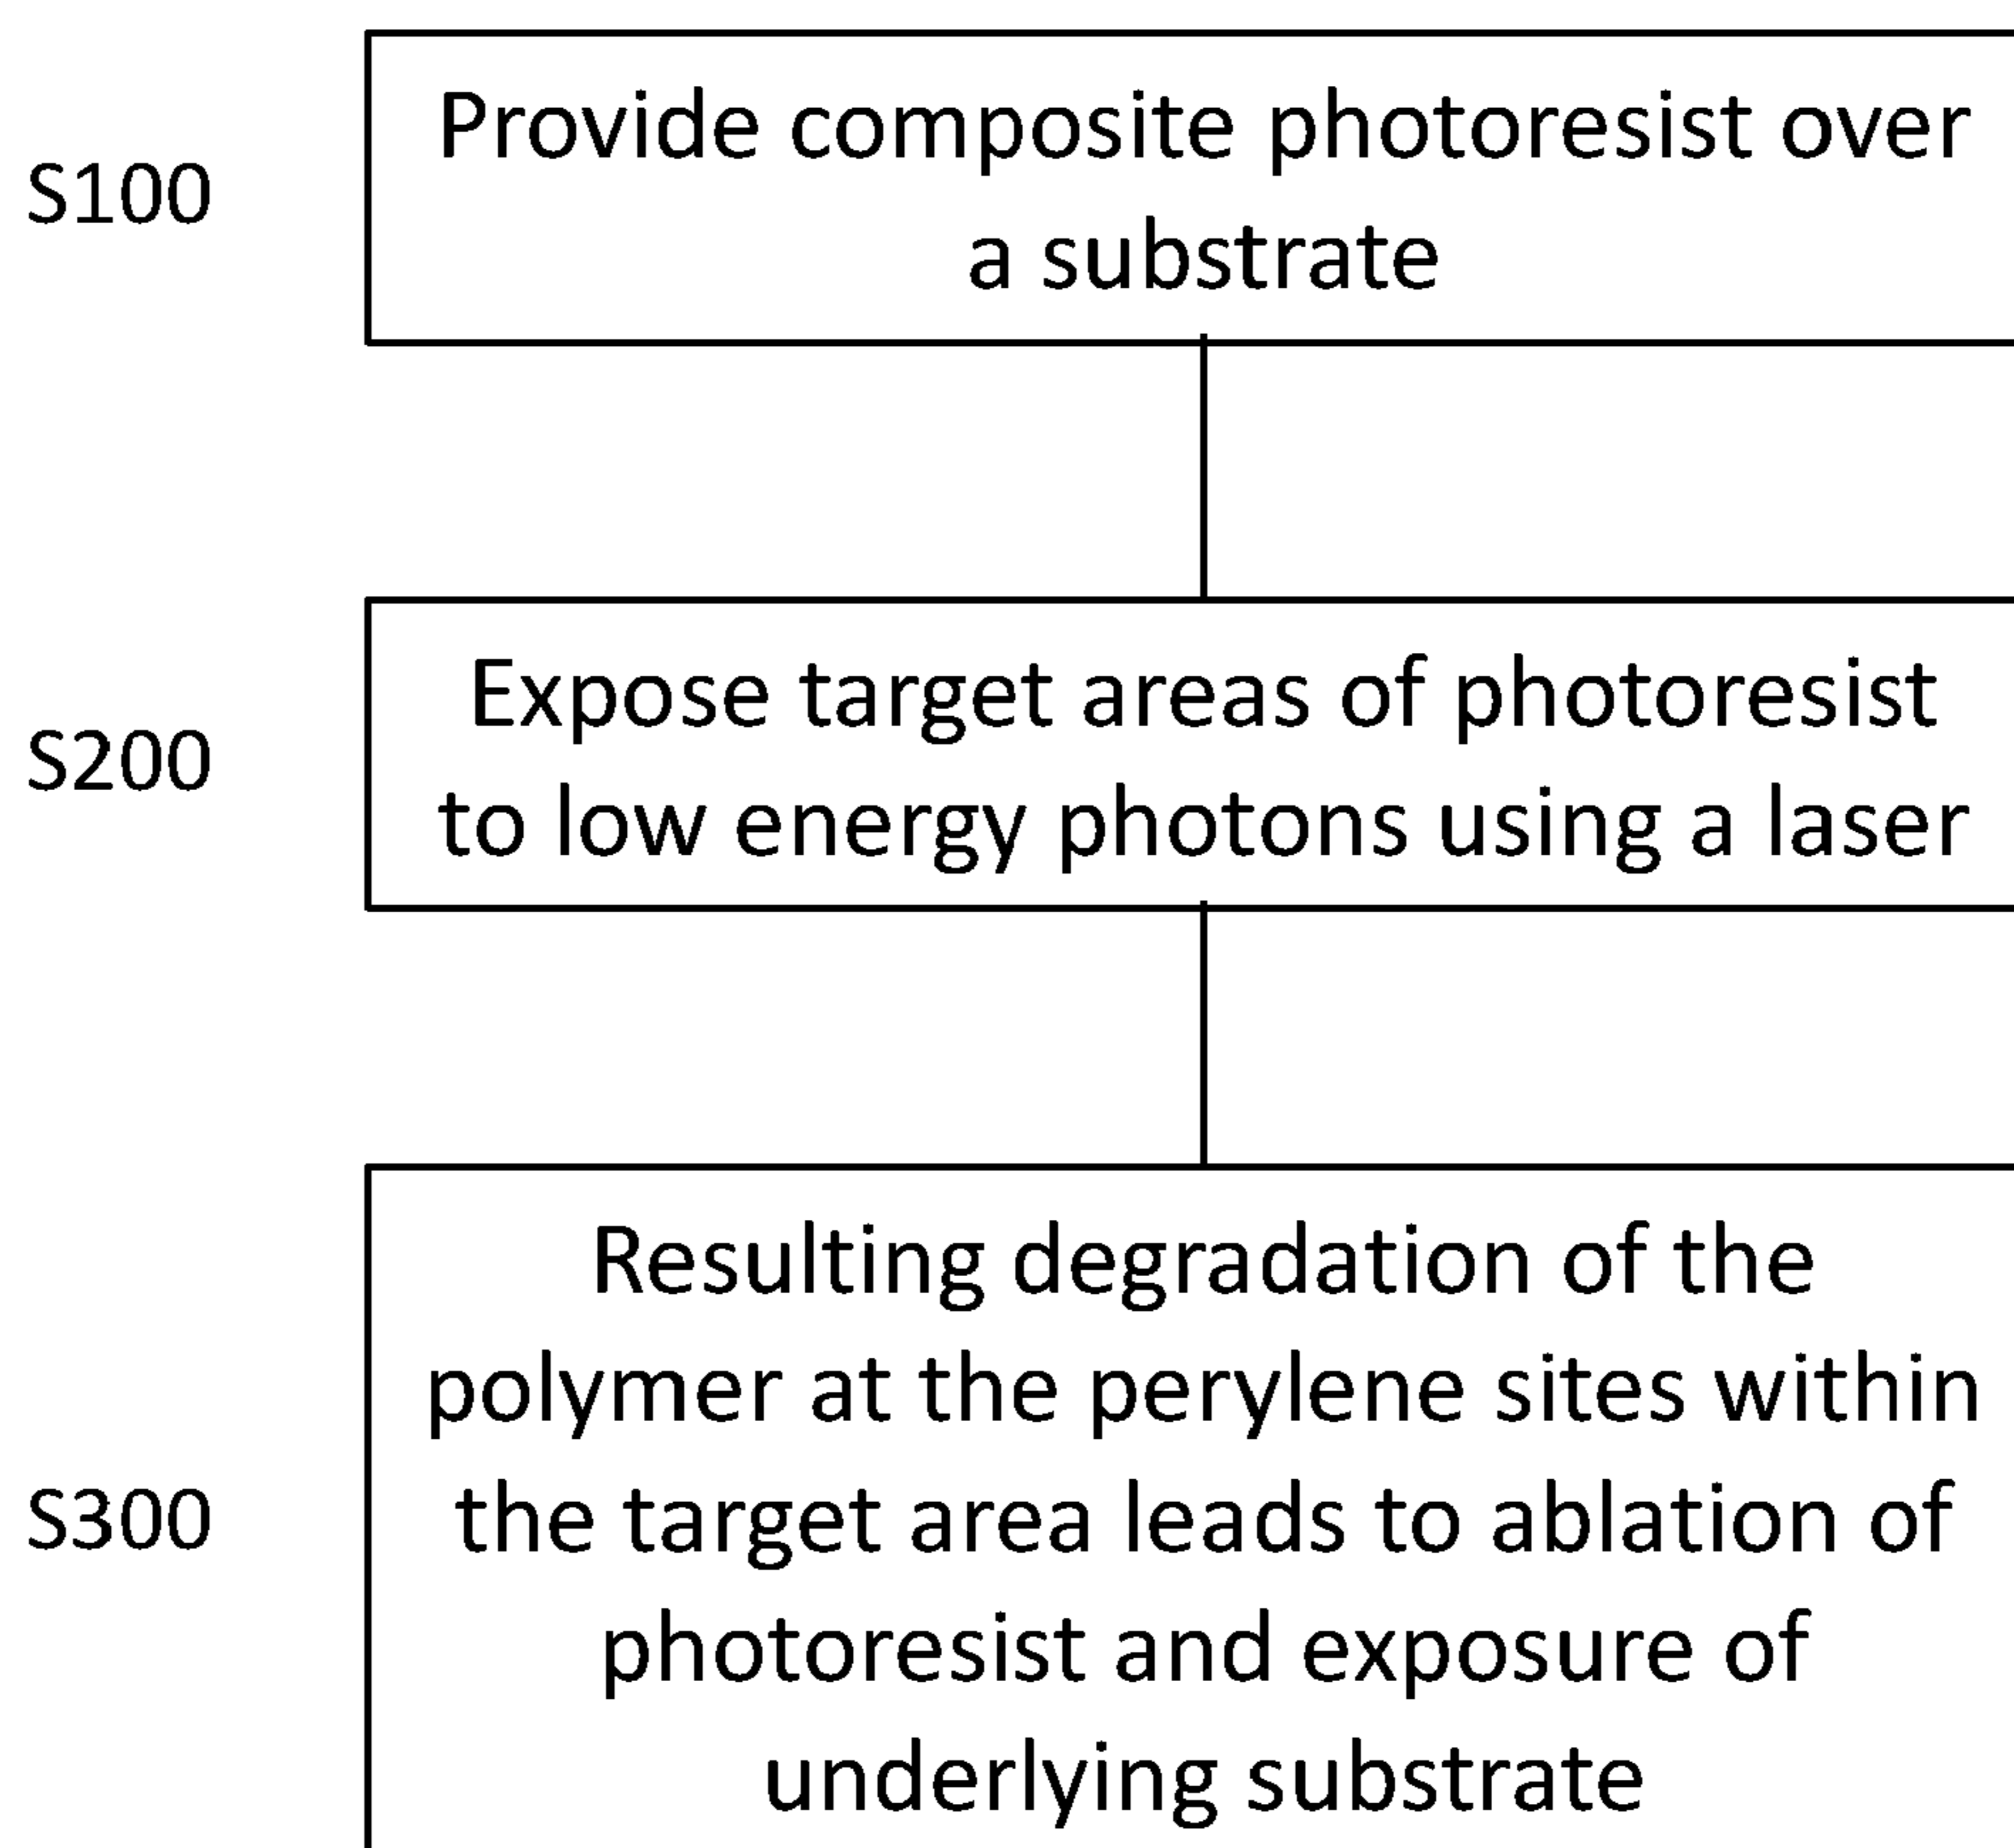 S100
Provide composite photoresist over
a substrate
S200
Expose target areas of photoresist
to low energy photons using a laser
S300
Resulting degradation of the
polymer at the perylene sites within
the target area leads to ablation of
photoresist and exposure of
underlying substrate